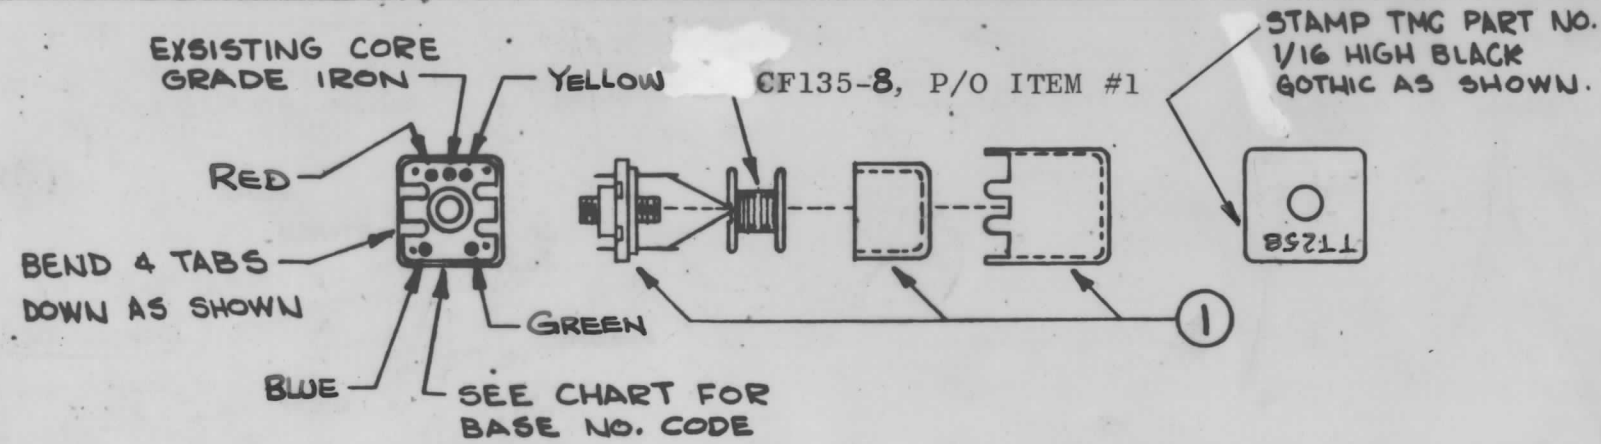 EXSISTING CORE
GRADE IRON
YELLOW
CF135-8, P/O ITEM #1
STAMP TMC PART NO.
1/16 HIGH BLACK
GOTHIC AS SHOWN.
RED
BEND 4 TABS
DOWN AS SHOWN
GREEN
BLUE
SEE CHART FOR
BASE NO. CODE
1
TT258